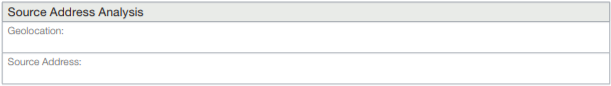 Source Address Analysis
Geolocation:
Source Address: